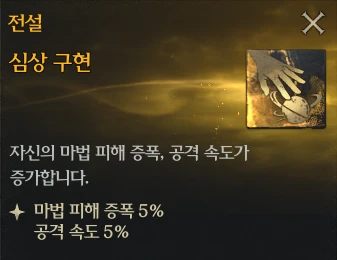 전설
심상 구현
자신의 마법 피해 증폭, 공격 속도가
증가합니다.
마법 피해 증폭 5%
공격 속도 5%